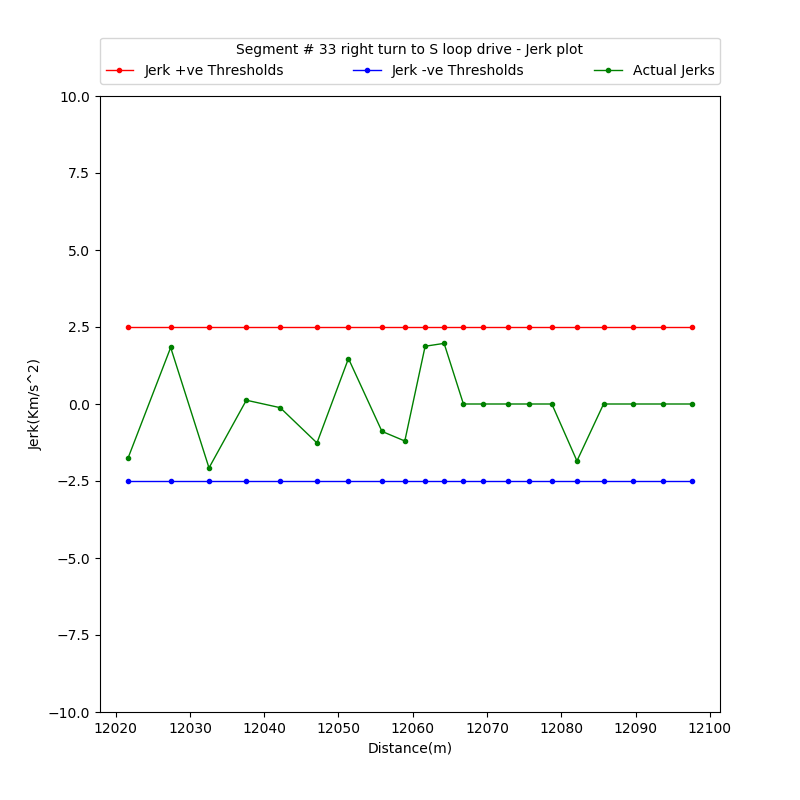 Segment # 33 right turn to S loop drive - Jerk plot
Jerk +ve Thresholds Jerk -ve Thresholds Actual Jerks
10.0
7.5
5.0
2.5
0.0
−2.5
−5.0
−7.5
−10.0
Jerk(Km/s^2)
12020 12030 12040 12050 12060 12070 12080 12090 12100
Distance(m)